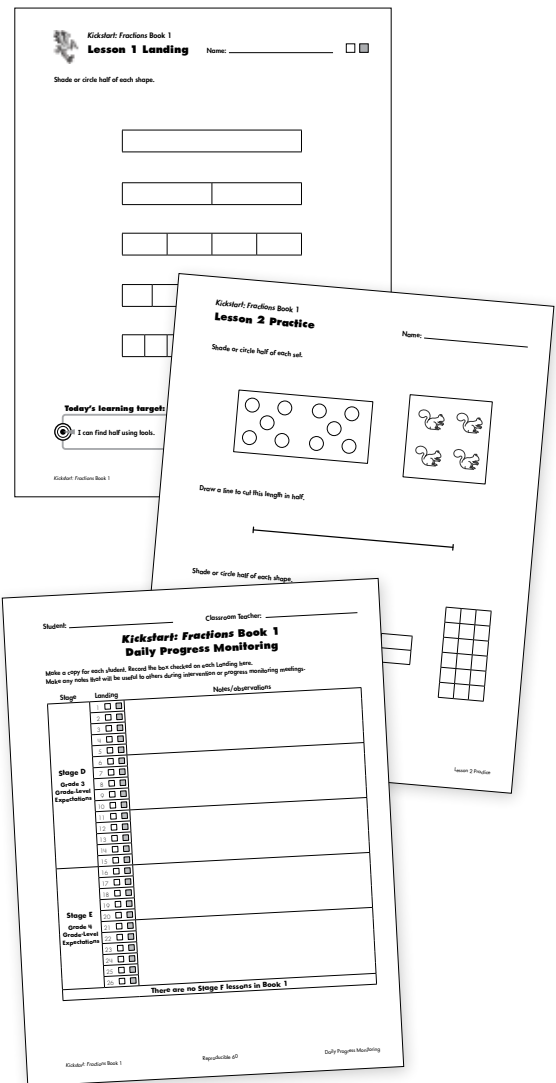 Kickstart: Fractions Book 1
Lesson 1 Landing
Name:
Shade or circle half of each shape.
Today's learning target:
I can find half using tools.
Kickstart: Fractions Book 1
Kickstart: Fractions Book 1
Lesson 2 Practice
Name:
Shade or circle half of each set.
Draw a line to cut this length in half.
Shade or circle half of each shape.
Lesson 2 Practice
Student:
Classroom Teacher:
Kickstart: Fractions Book 1
Daily Progress Monitoring
Make a copy for each student. Record the box checked on each Landing here.
Make any notes that will be useful to others during intervention or progress monitoring meetings.
Stage Landing Notes/observations
1
2
3
4
5
6
7
8
9
10
11
12
13
14
15
Stage D
Grade 3
Grade-Level
Expectations
16
17
18
19
20
21
22
23
24
25
26
Stage E
Grade 4
Grade-Level
Expectations
There are no Stage F lessons in Book 1
Kickstart: Fractions Book 1
Reproducible 60
Daily Progress Monitoring